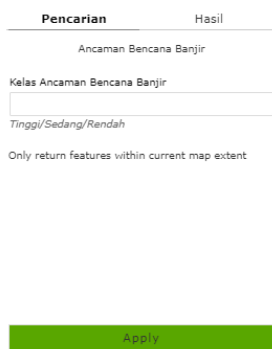 Pencarian Hasil
Ancaman Bencana Banjir
Kelas Ancaman Bencana Banjir
Tinggi/Sedang/Rendah
Only return features within current map extent
Apply